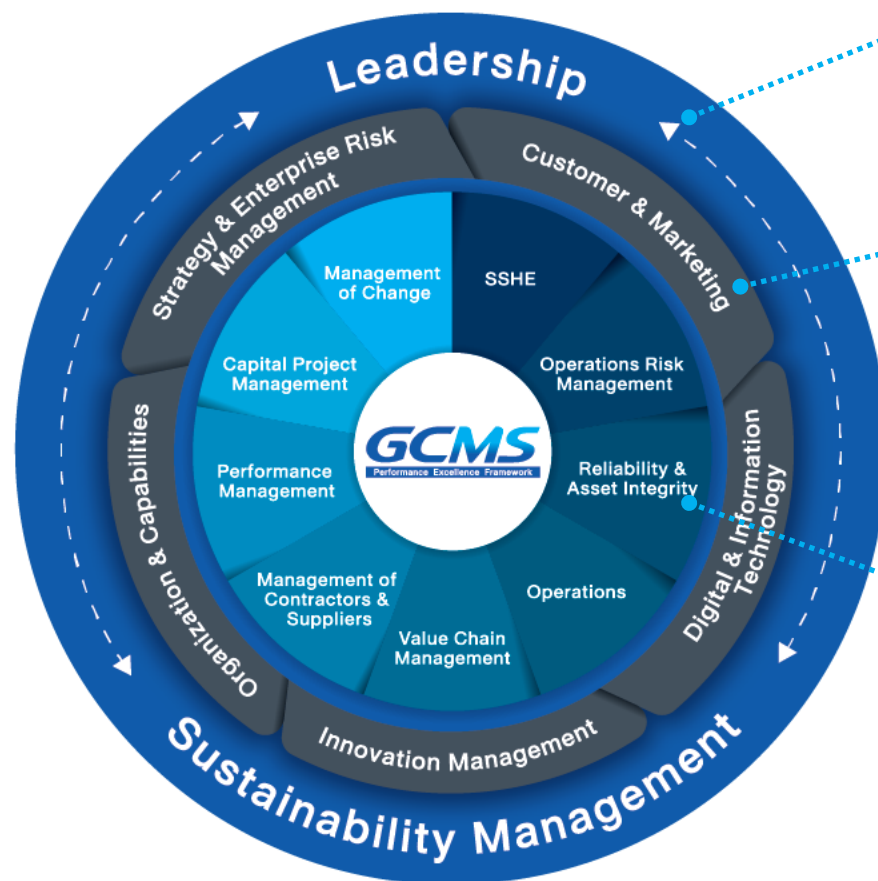 Leadership
Strategy & Enterprise Risk
Management
Customer & Marketing
Digital & Information
Technology
Innovation Management
Organization & Capabilities
Management
of Change
SSHE
Capital Project
Management
Operations Risk
Management
Performance
Management
GCMS
Performance Excellence Framework
Reliability &
Asset Integrity
Management of
Contractors &
Suppliers
Value Chain
Management
Operations
Sustainability Management